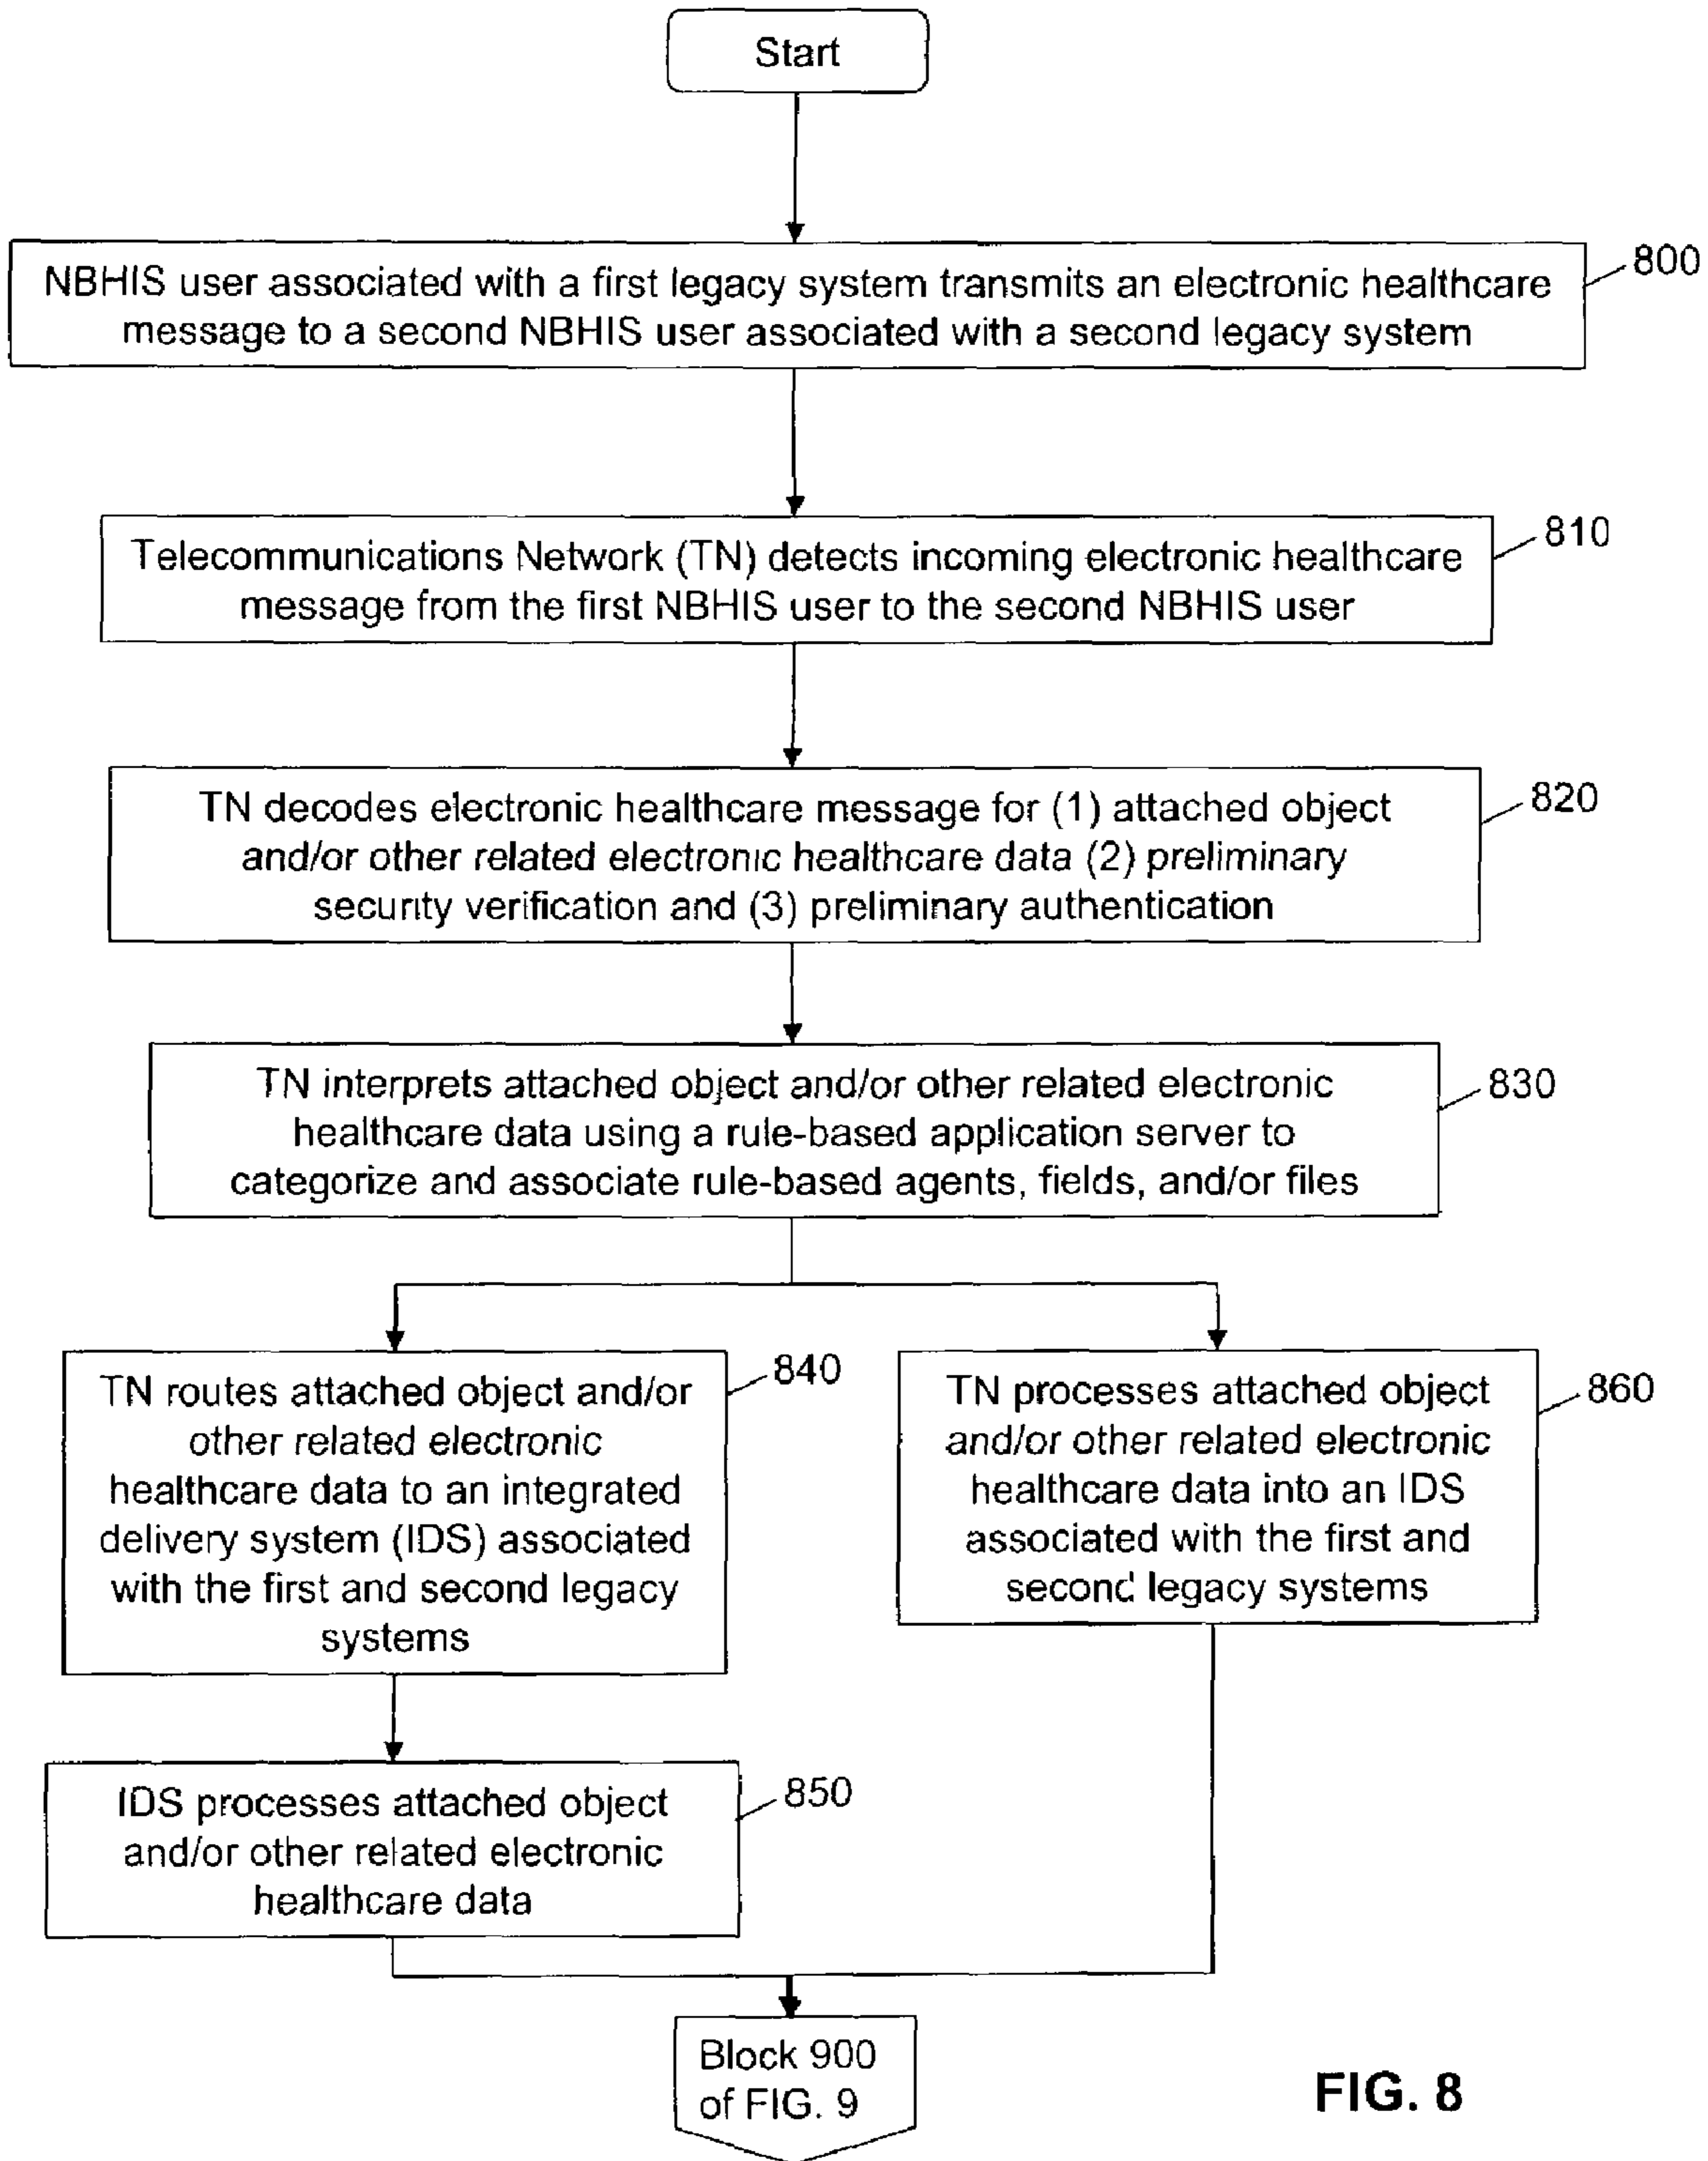 Start
NBHIS user associated with a first legacy system transmits an electronic healthcare
message to a second NBHIS user associated with a second legacy system
800
Telecommunications Network (TN) detects incoming electronic healthcare
message from the first NBHIS user to the second NBHIS user
810
TN decodes electronic healthcare message for (1) attached object
and/or other related electronic healthcare data (2) preliminary
security verification and (3) preliminary authentication
820
TN interprets attached object and/or other related electronic
healthcare data using a rule-based application server to
categorize and associate rule-based agents, fields, and/or files
830
TN routes attached object and/or
other related electronic
healthcare data to an integrated
delivery system (IDS) associated
with the first and second legacy
systems
840
TN processes attached object
and/or other related electronic
healthcare data into an IDS
associated with the first and
second legacy systems
860
IDS processes attached object
and/or other related electronic
healthcare data
850
Block 900
of FIG. 9
FIG. 8